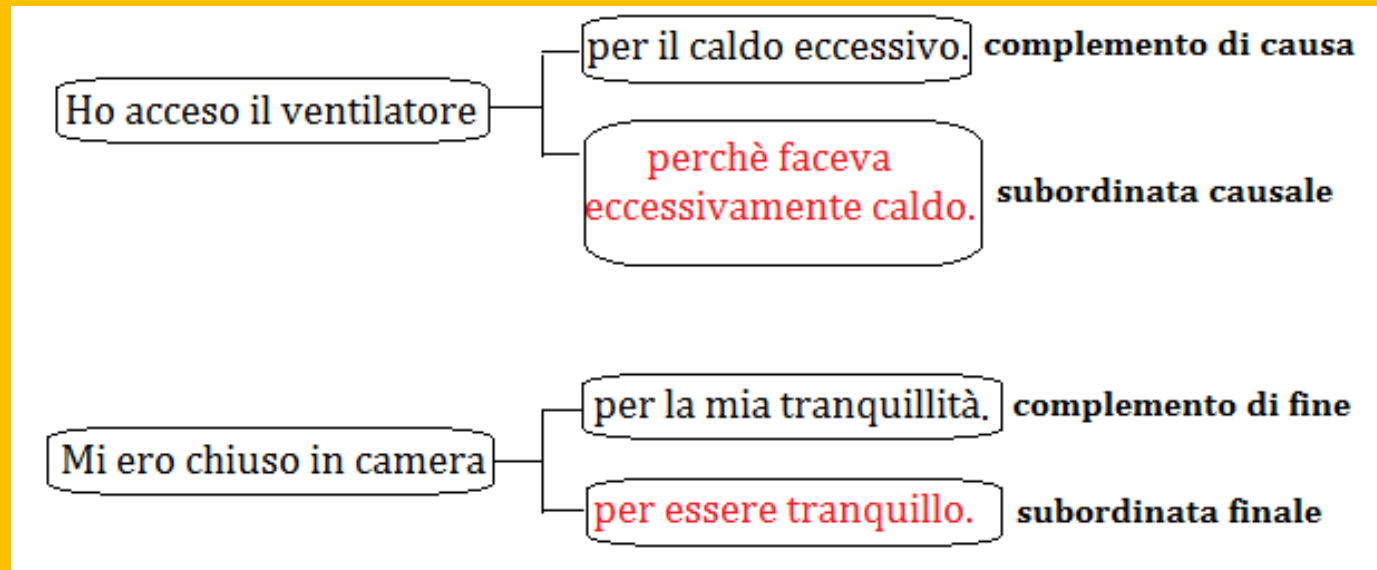 per il caldo eccessivo. complemento di causa
Ho acceso il ventilatore
perchè faceva
eccessivamente caldo.
subordinata causale
per la mia tranquillità. complemento di fine
Mi ero chiuso in camera
per essere tranquillo. subordinata finale